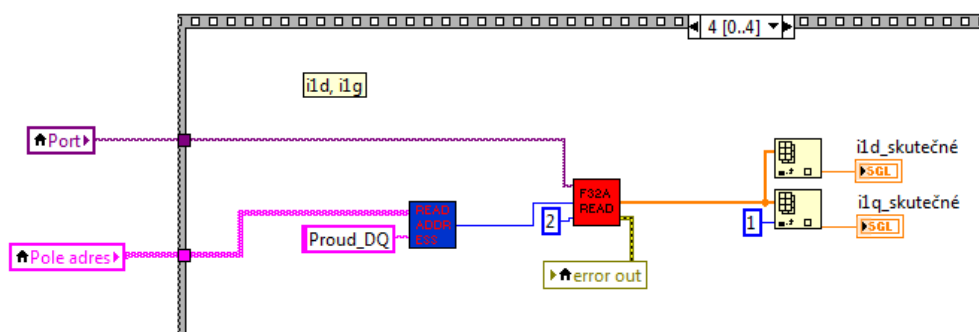 4 [0..4]
i1d, i1g
Port
i1d_skutečné
SGL
F32A
READ
i1q_skutečné
READ
ADDR
ESS
2
1
SGL
Proud_DQ
Pole adres
error out